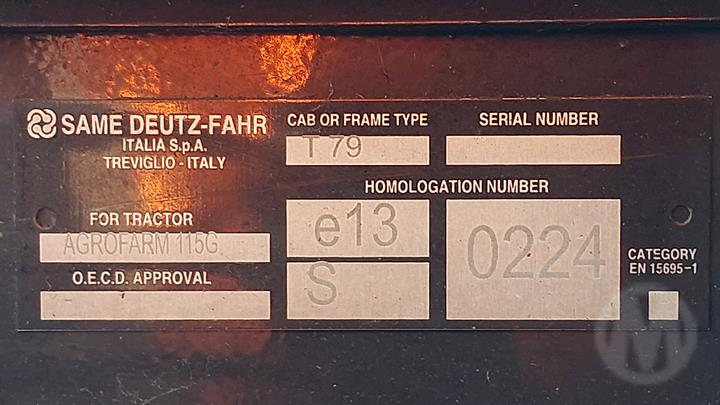 SAME DEUTZ-FAHR
ITALIA S.p.A.
TREVIGLIO - ITALY
CAB OR FRAME TYPE
T 79
SERIAL NUMBER
HOMOLOGATION NUMBER
FOR TRACTOR
AGROFARM 115G
e13
0224
O.E.C.D. APPROVAL
S
CATEGORY
EN 15695-1
M